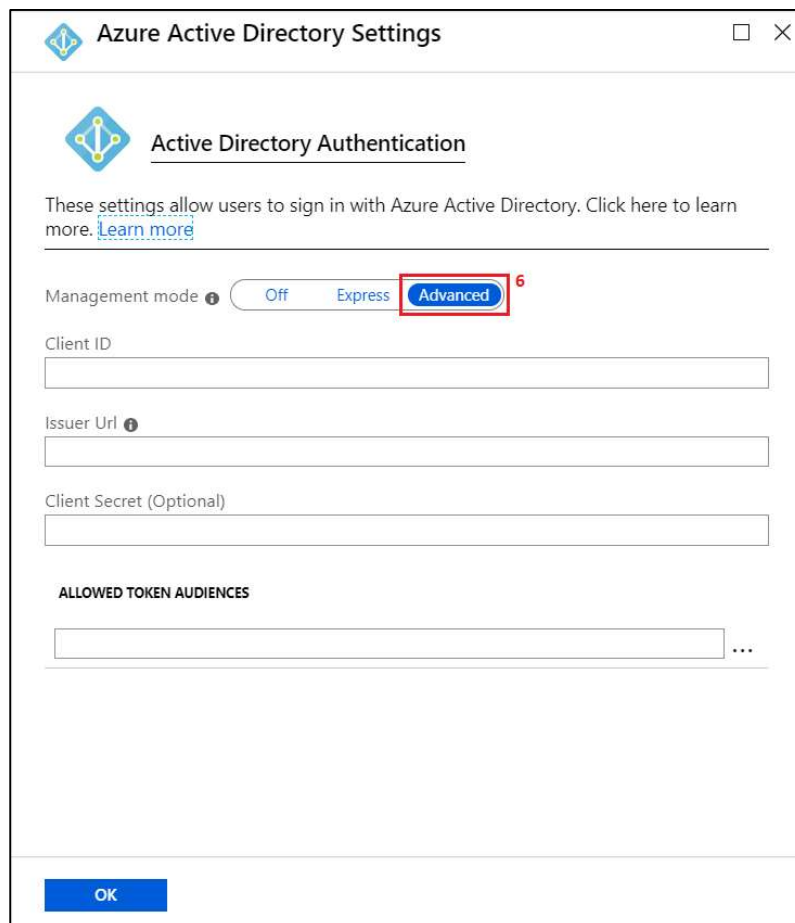 Azure Active Directory Settings
Active Directory Authentication
These settings allow users to sign in with Azure Active Directory. Click here to learn
more. Learn more
Management mode Off Express Advanced 6
Client ID
Issuer Url
Client Secret (Optional)
ALLOWED TOKEN AUDIENCES
...
OK